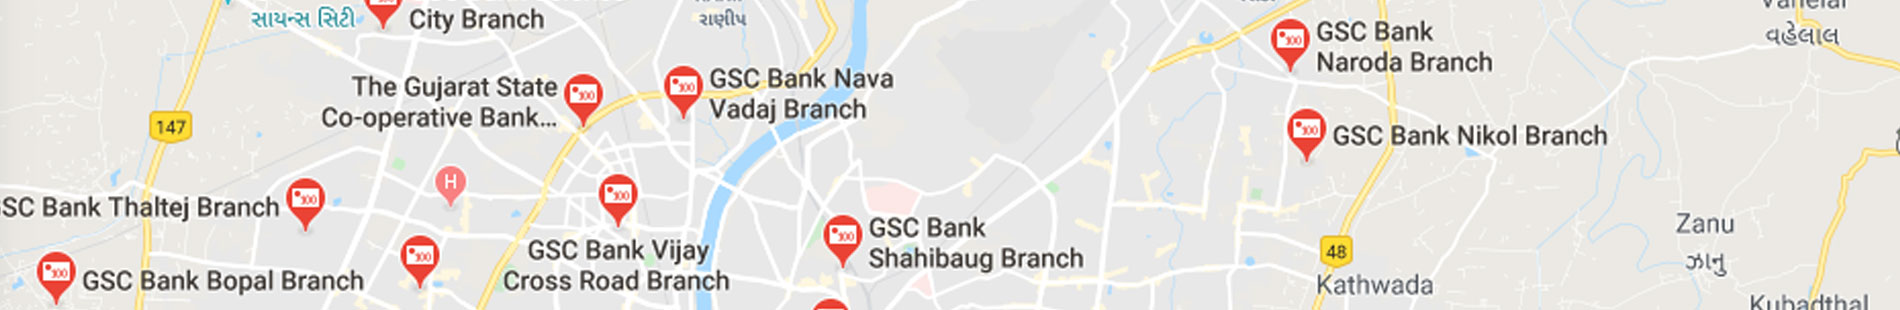 સાયન્સ સિટી
City Branch
રાણીપ
GSC Bank
Naroda Branch
વહેલાલ
The Gujarat State
Co-operative Bank...
GSC Bank Nava
Vadaj Branch
147
GSC Bank Nikol Branch
H
SC Bank Thaltej Branch
GSC Bank Vijay
Cross Road Branch
GSC Bank
Shahibaug Branch
GSC Bank Bopal Branch
48
Kathwada
Zanu
ઝાનુ
Kubadthal